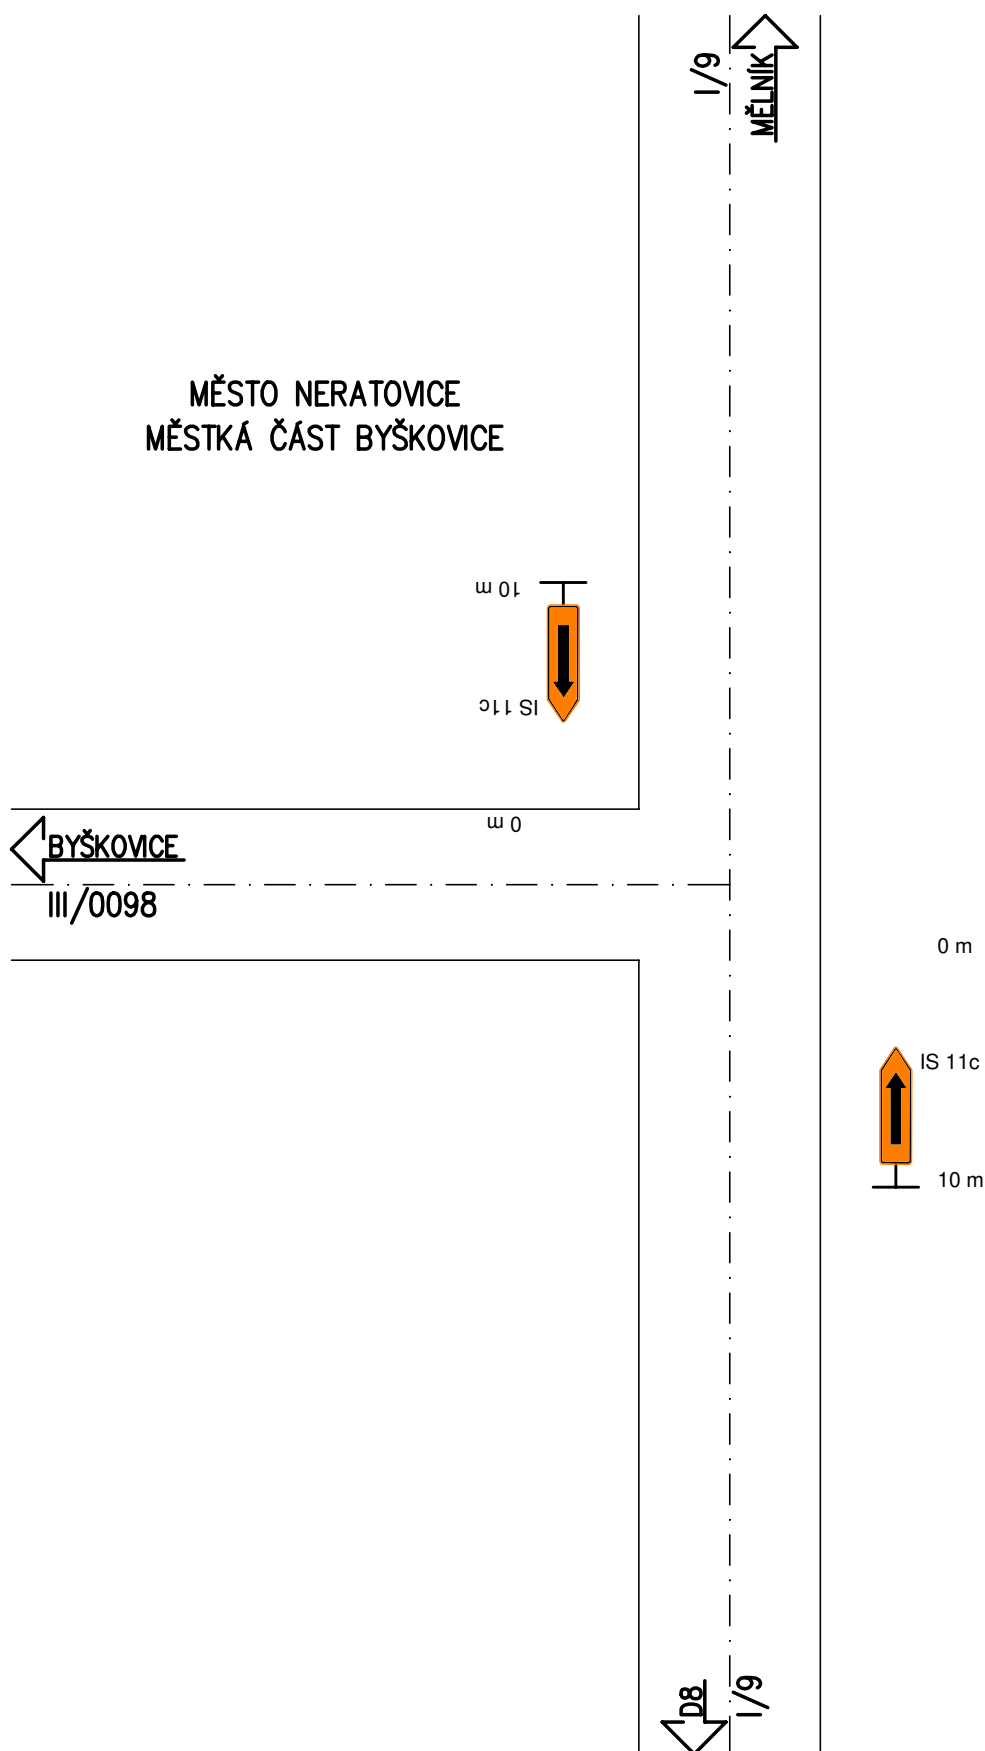 I/9
MĚLNÍK
MĚSTO NERATOVICE
MĚSTKÁ ČÁST BYŠKOVICE
10 m
IS 11c
0 m
BYŠKOVICE
III/0098
0 m
IS 11c
10 m
D8
I/9